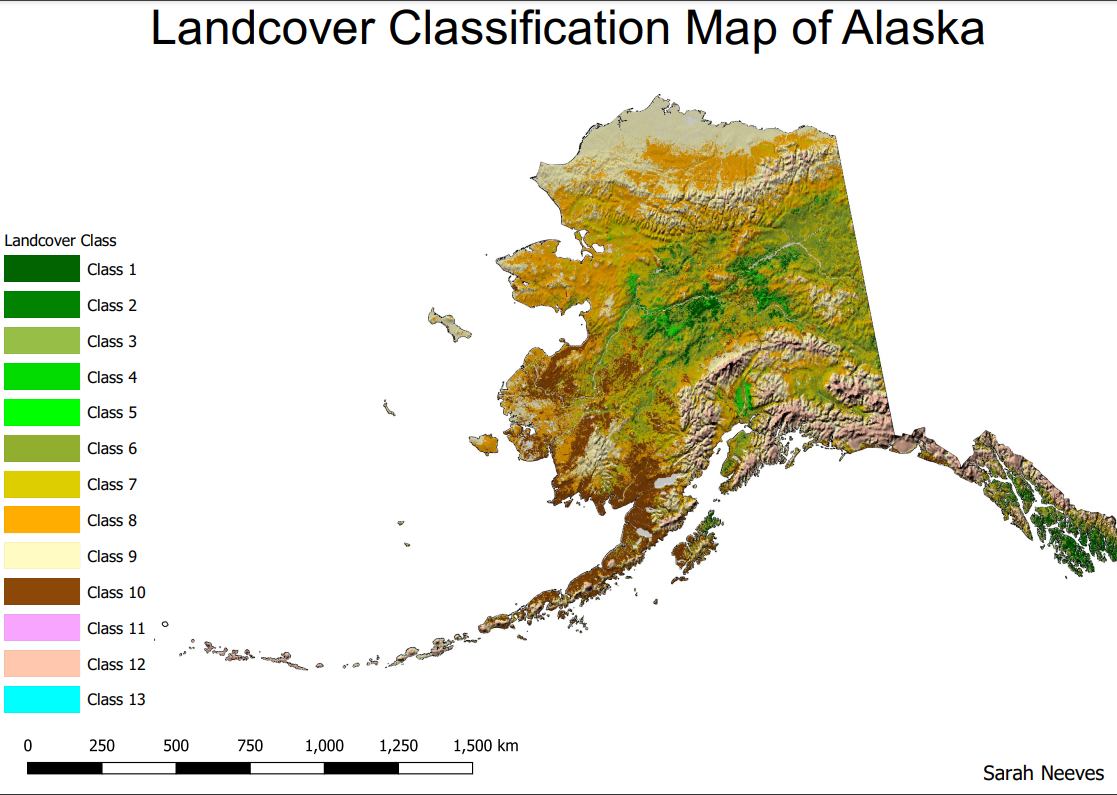 Landcover Classification Map of Alaska
Landcover Class
Class 1
Class 2
Class 3
Class 4
Class 5
Class 6
Class 7
Class 8
Class 9
Class 10
Class 11
Class 12
Class 13
0 250 500 750 1,000 1,250 1,500 km
Sarah Neeves